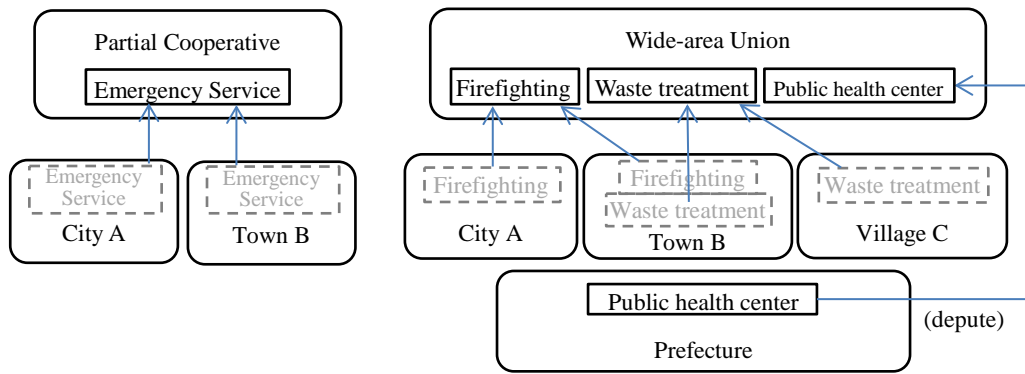 Partial Cooperative
Emergency Service
Emergency
Service
City A
Emergency
Service
Town B
Wide-area Union
Firefighting
Waste treatment
Public health center
Firefighting
City A
Firefighting
Waste treatment
Town B
Waste treatment
Village C
Public health center
(depute)
Prefecture